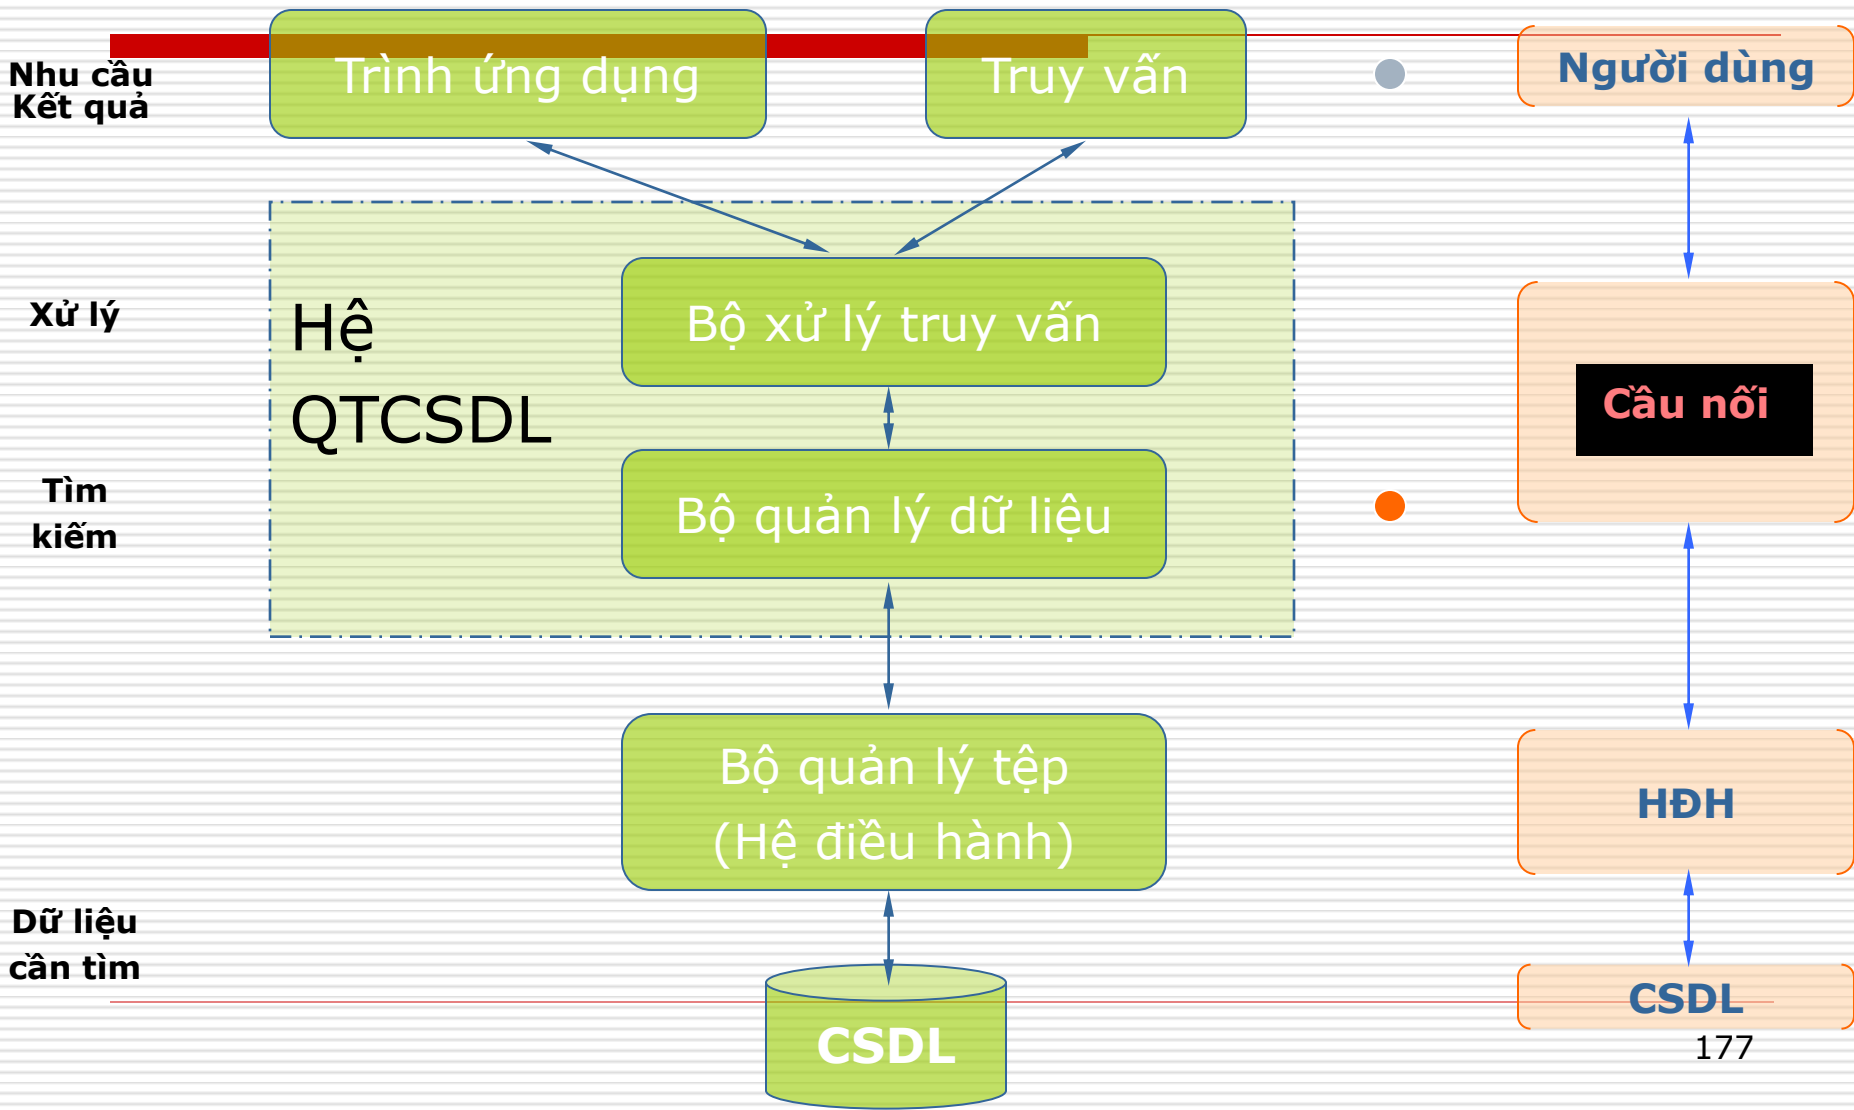 Nhu cầu
Kết quả
Trình ứng dụng
Truy vấn
Người dùng
Xử lý
Hệ
QTCSDL
Bộ xử lý truy vấn
Cầu nối
Tìm
kiếm
Bộ quản lý dữ liệu
Bộ quản lý tệp
(Hệ điều hành)
HĐH
Dữ liệu
cần tìm
CSDL
CSDL
177